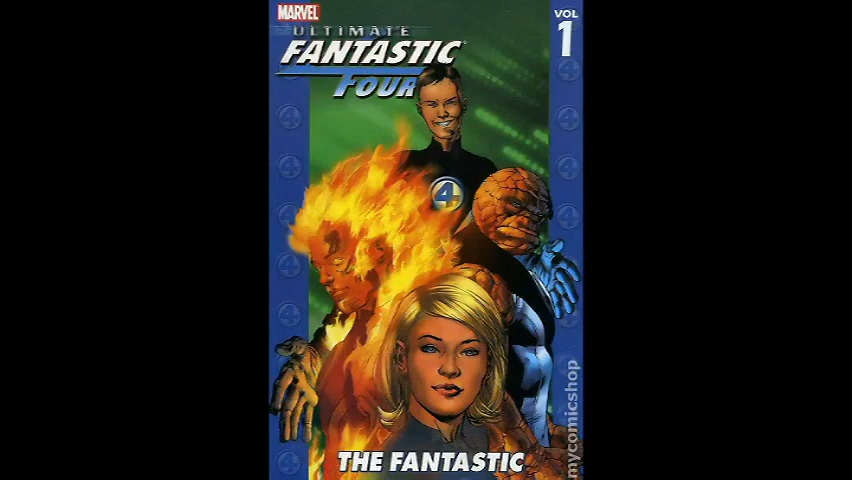 MARVEL
ULTIMATE
FANTASTIC
FOUR
VOL
1
4
THE FANTASTIC
mycomicshop